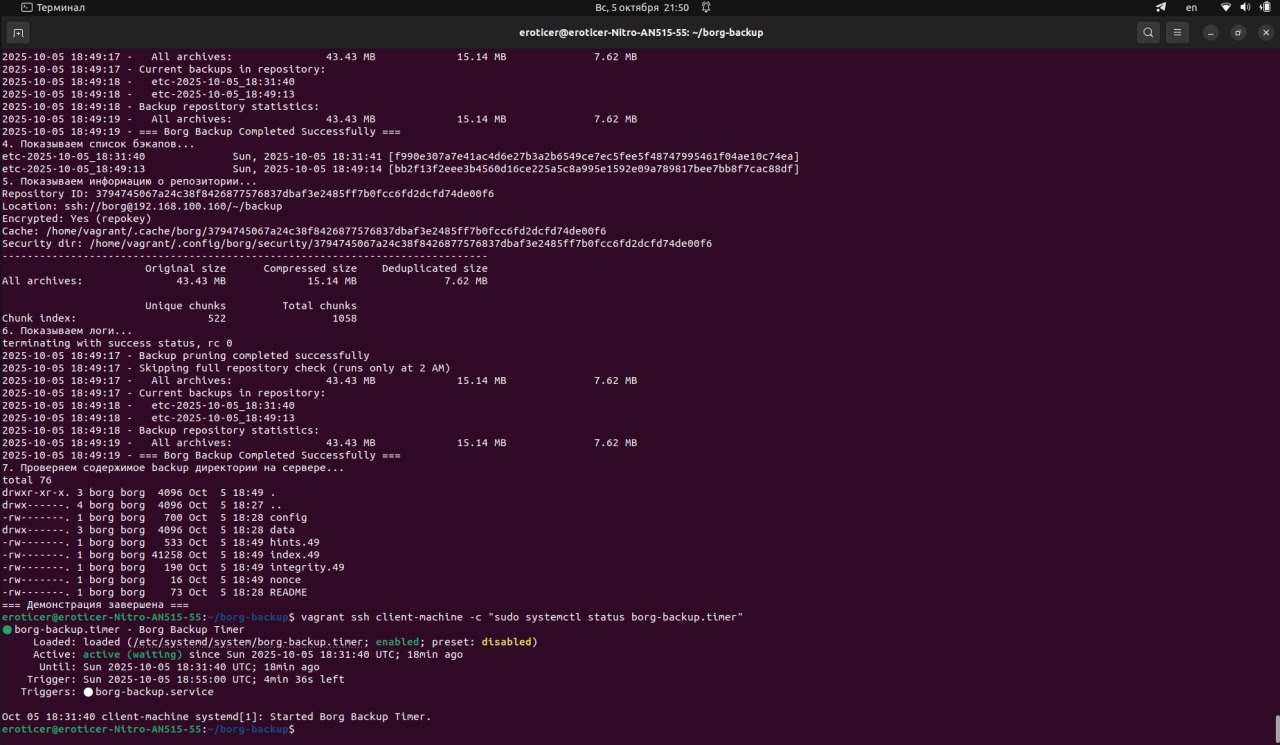 Терминал
Вс, 5 октября 21:50
en
eroticer@eroticer-Nitro-AN515-55: ~/borg-backup
2025-10-05 18:49:17 -   All archives:               43.43 MB             15.14 MB              7.62 MB
2025-10-05 18:49:17 - Current backups in repository:
2025-10-05 18:49:18 -   etc-2025-10-05_18:31:40
2025-10-05 18:49:18 -   etc-2025-10-05_18:49:13
2025-10-05 18:49:18 - Backup repository statistics:
2025-10-05 18:49:19 -   All archives:               43.43 MB             15.14 MB              7.62 MB
2025-10-05 18:49:19 - === Borg Backup Completed Successfully ===
4. Показываем список бэкапов...
etc-2025-10-05_18:31:40              Sun, 2025-10-05 18:31:41 [f990e307a7e41ac4d6e27b3a2b6549ce7ec5fee5f48747995461f04ae10c74ea]
etc-2025-10-05_18:49:13              Sun, 2025-10-05 18:49:14 [bb2f13f2eee3b4560d16ce225a5c8a995e1592e09a789817bee7bb8f7cac88df]
5. Показываем информацию о репозитории...
Repository ID: 3794745067a24c38f8426877576837dbaf3e2485ff7b0fcc6fd2dcfd74de00f6
Location: ssh://borg@192.168.100.160/~/backup
Encrypted: Yes (repokey)
Cache: /home/vagrant/.cache/borg/3794745067a24c38f8426877576837dbaf3e2485ff7b0fcc6fd2dcfd74de00f6
Security dir: /home/vagrant/.config/borg/security/3794745067a24c38f8426877576837dbaf3e2485ff7b0fcc6fd2dcfd74de00f6
------------------------------------------------------------------------------
                       Original size      Compressed size    Deduplicated size
All archives:               43.43 MB             15.14 MB              7.62 MB
                       Unique chunks         Total chunks
Chunk index:                     522                 1058
6. Показываем логи...
terminating with success status, rc 0
2025-10-05 18:49:17 - Backup pruning completed successfully
2025-10-05 18:49:17 - Skipping full repository check (runs only at 2 AM)
2025-10-05 18:49:17 -   All archives:               43.43 MB             15.14 MB              7.62 MB
2025-10-05 18:49:17 - Current backups in repository:
2025-10-05 18:49:18 -   etc-2025-10-05_18:31:40
2025-10-05 18:49:18 -   etc-2025-10-05_18:49:13
2025-10-05 18:49:18 - Backup repository statistics:
2025-10-05 18:49:19 -   All archives:               43.43 MB             15.14 MB              7.62 MB
2025-10-05 18:49:19 - === Borg Backup Completed Successfully ===
7. Проверяем содержимое backup директории на сервере...
total 76
drwxr-xr-x. 3 borg borg  4096 Oct  5 18:49 .
drwx------. 4 borg borg  4096 Oct  5 18:27 ..
-rw-------. 1 borg borg   700 Oct  5 18:28 config
drwx------. 3 borg borg  4096 Oct  5 18:28 data
-rw-------. 1 borg borg   533 Oct  5 18:49 hints.49
-rw-------. 1 borg borg 41258 Oct  5 18:49 index.49
-rw-------. 1 borg borg   190 Oct  5 18:49 integrity.49
-rw-------. 1 borg borg    16 Oct  5 18:49 nonce
-rw-------. 1 borg borg    73 Oct  5 18:28 README
=== Демонстрация завершена ===
eroticer@eroticer-Nitro-AN515-55:~/borg-backup$ vagrant ssh client-machine -c "sudo systemctl status borg-backup.timer"
● borg-backup.timer - Borg Backup Timer
     Loaded: loaded (/etc/systemd/system/borg-backup.timer; enabled; preset: disabled)
     Active: active (waiting) since Sun 2025-10-05 18:31:40 UTC; 18min ago
      Until: Sun 2025-10-05 18:31:40 UTC; 18min ago
    Trigger: Sun 2025-10-05 18:55:00 UTC; 4min 36s left
   Triggers: ● borg-backup.service
Oct 05 18:31:40 client-machine systemd[1]: Started Borg Backup Timer.
eroticer@eroticer-Nitro-AN515-55:~/borg-backup$